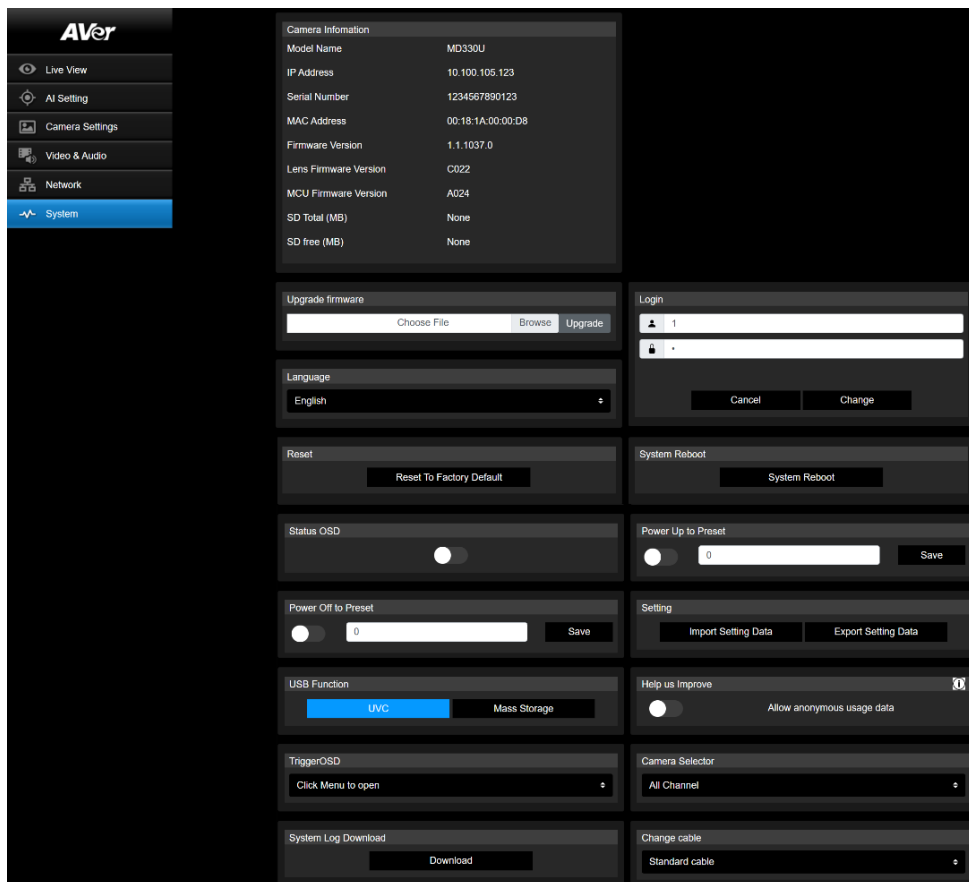 AVer
Live View
AI Setting
Camera Settings
Video & Audio
Network
System
Camera Infomation
Model Name MD330U
IP Address 10.100.105.123
Serial Number 1234567890123
MAC Address 00:18:1A:00:00:D8
Firmware Version 1.1.1037.0
Lens Firmware Version C022
MCU Firmware Version A024
SD Total (MB) None
SD free (MB) None
Upgrade firmware
Choose File Browse Upgrade
Login
1
Cancel Change
Language
English
Reset
Reset To Factory Default
System Reboot
System Reboot
Status OSD
Power Up to Preset
0 Save
Power Off to Preset
0 Save
Setting
Import Setting Data Export Setting Data
USB Function
UVC Mass Storage
Help us Improve
Allow anonymous usage data
TriggerOSD
Click Menu to open
Camera Selector
All Channel
System Log Download
Download
Change cable
Standard cable